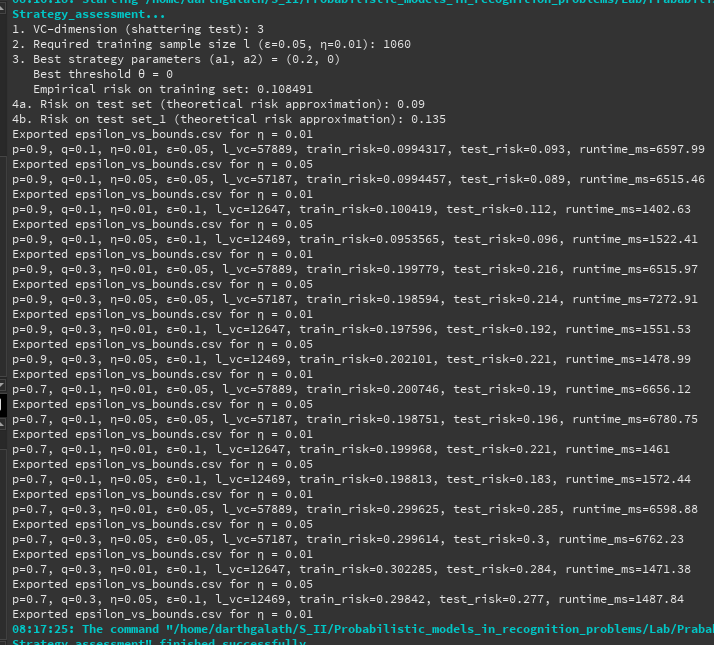 08:16:16: Starting /home/darthgalath/S_II/Probabilistic_models_in_recognition_problems/Lab/
Strategy_assessment...
1. VC-dimension (shattering test): 3
2. Required training sample size l (ε=0.05, η=0.01): 1060
3. Best strategy parameters (a1, a2) = (0.2, 0)
Best threshold θ = 0
Empirical risk on training set: 0.108491
4a. Risk on test set (theoretical risk approximation): 0.09
4b. Risk on test set_1 (theoretical risk approximation): 0.135
Exported epsilon_vs_bounds.csv for η = 0.01
p=0.9, q=0.1, η=0.01, ε=0.05, l_vc=57889, train_risk=0.0994317, test_risk=0.093, runtime_ms=6597.99
Exported epsilon_vs_bounds.csv for η = 0.05
p=0.9, q=0.1, η=0.05, ε=0.05, l_vc=57187, train_risk=0.0994457, test_risk=0.089, runtime_ms=6515.46
Exported epsilon_vs_bounds.csv for η = 0.01
p=0.9, q=0.1, η=0.01, ε=0.1, l_vc=12647, train_risk=0.100419, test_risk=0.112, runtime_ms=1402.63
Exported epsilon_vs_bounds.csv for η = 0.05
p=0.9, q=0.1, η=0.05, ε=0.1, l_vc=12469, train_risk=0.0953565, test_risk=0.096, runtime_ms=1522.41
Exported epsilon_vs_bounds.csv for η = 0.01
p=0.9, q=0.3, η=0.01, ε=0.05, l_vc=57889, train_risk=0.199779, test_risk=0.216, runtime_ms=6515.97
Exported epsilon_vs_bounds.csv for η = 0.05
p=0.9, q=0.3, η=0.05, ε=0.05, l_vc=57187, train_risk=0.198594, test_risk=0.214, runtime_ms=7272.91
Exported epsilon_vs_bounds.csv for η = 0.01
p=0.9, q=0.3, η=0.01, ε=0.1, l_vc=12647, train_risk=0.197596, test_risk=0.192, runtime_ms=1551.53
Exported epsilon_vs_bounds.csv for η = 0.05
p=0.9, q=0.3, η=0.05, ε=0.1, l_vc=12469, train_risk=0.202101, test_risk=0.221, runtime_ms=1478.99
Exported epsilon_vs_bounds.csv for η = 0.01
p=0.7, q=0.1, η=0.01, ε=0.05, l_vc=57889, train_risk=0.200746, test_risk=0.19, runtime_ms=6656.12
Exported epsilon_vs_bounds.csv for η = 0.05
p=0.7, q=0.1, η=0.05, ε=0.05, l_vc=57187, train_risk=0.198751, test_risk=0.196, runtime_ms=6780.75
Exported epsilon_vs_bounds.csv for η = 0.01
p=0.7, q=0.1, η=0.01, ε=0.1, l_vc=12647, train_risk=0.199968, test_risk=0.221, runtime_ms=1461
Exported epsilon_vs_bounds.csv for η = 0.05
p=0.7, q=0.1, η=0.05, ε=0.1, l_vc=12469, train_risk=0.198813, test_risk=0.183, runtime_ms=1572.44
Exported epsilon_vs_bounds.csv for η = 0.01
p=0.7, q=0.3, η=0.01, ε=0.05, l_vc=57889, train_risk=0.299625, test_risk=0.285, runtime_ms=6598.88
Exported epsilon_vs_bounds.csv for η = 0.05
p=0.7, q=0.3, η=0.05, ε=0.05, l_vc=57187, train_risk=0.299614, test_risk=0.3, runtime_ms=6762.23
Exported epsilon_vs_bounds.csv for η = 0.01
p=0.7, q=0.3, η=0.01, ε=0.1, l_vc=12647, train_risk=0.302285, test_risk=0.284, runtime_ms=1471.38
Exported epsilon_vs_bounds.csv for η = 0.05
p=0.7, q=0.3, η=0.05, ε=0.1, l_vc=12469, train_risk=0.29842, test_risk=0.277, runtime_ms=1487.84
Exported epsilon_vs_bounds.csv for η = 0.01
08:17:25: The command "/home/darthgalath/S_II/Probabilistic_models_in_recognition_problems/Lab/Prabab
Strategy_assessment" finished successfully.